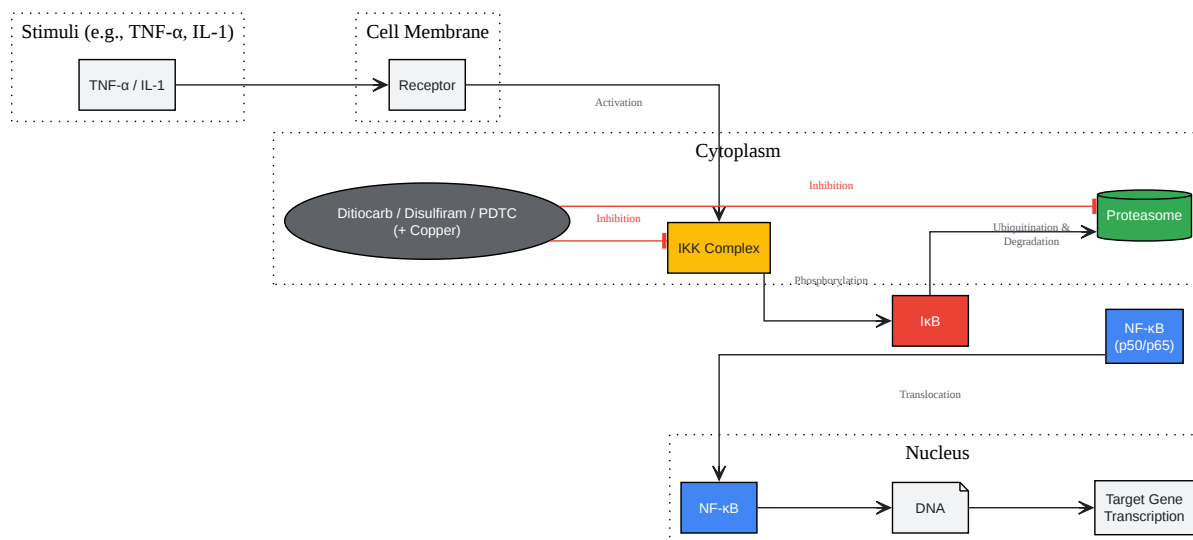 Stimuli (e.g., TNF-α, IL-1)
Cell Membrane
TNF-α / IL-1
Receptor
Activation
Cytoplasm
Inhibition
Ditiocarb / Disulfiram / PDTC
(+ Copper)
Inhibition
Proteasome
IKK Complex
Ubiquitination &
Degradation
Phosphorylation
IκB
NF-κB
(p50/p65)
Translocation
Nucleus
NF-κB
DNA
Target Gene
Transcription